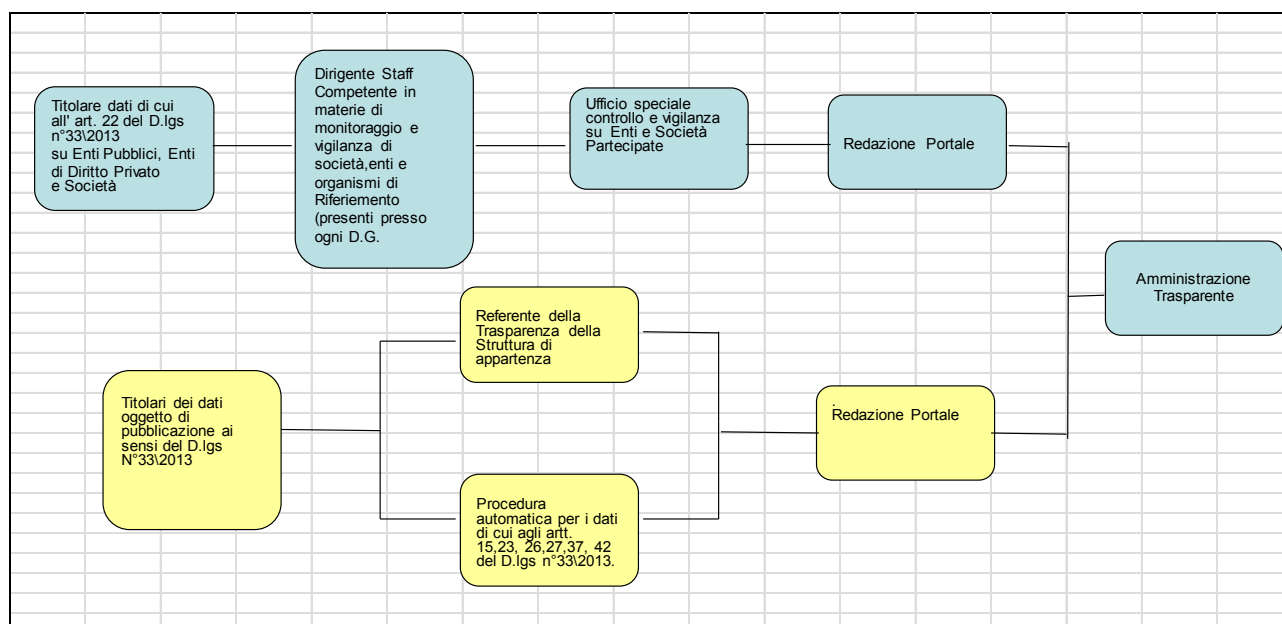 Titolare dati di cui
all' art. 22 del D.lgs
n°33\2013
su Enti Pubblici, Enti
di Diritto Privato
e Società
Dirigente Staff
Competente in
materie di
monitoraggio e
vigilanza di
società,enti e
organismi di
Riferiemento
(presenti presso
ogni D.G.
Ufficio speciale
controllo e vigilanza
su Enti e Società
Partecipate
Redazione Portale
Amministrazione
Trasparente
Titolari dei dati
oggetto di
pubblicazione ai
sensi del D.lgs
N°33\2013
Referente della
Trasparenza della
Struttura di
appartenza
Procedura
automatica per i dati
di cui agli artt.
15,23, 26,27,37, 42
del D.lgs n°33\2013.
.
Redazione Portale